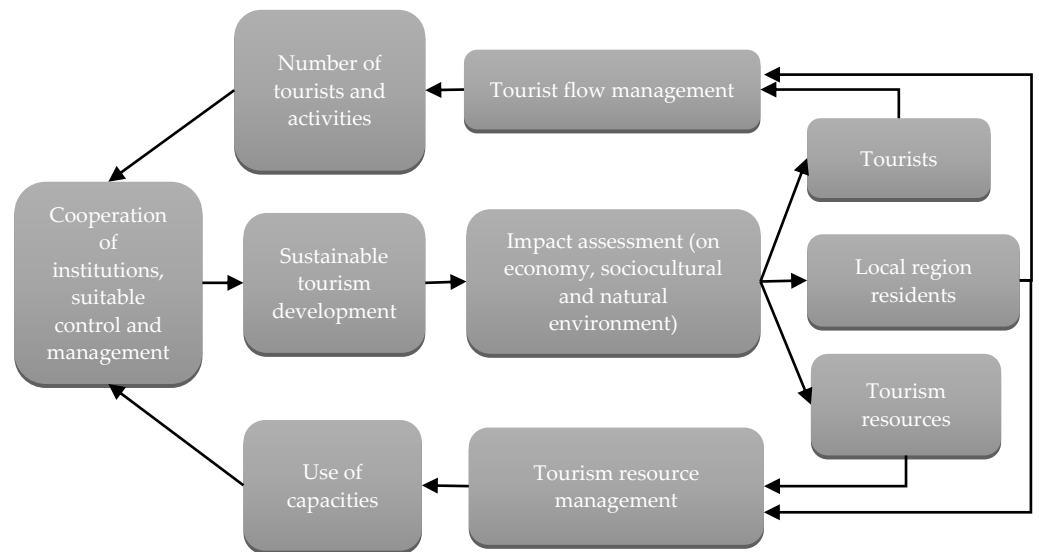 Number of
tourists and
activities
Tourist flow management
Tourists
Cooperation
of
institutions,
suitable
control and
management
Sustainable
tourism
development
Impact assessment (on
economy, sociocultural
and natural
environment)
Local region
residents
Tourism
resources
Use of
capacities
Tourism resource
management